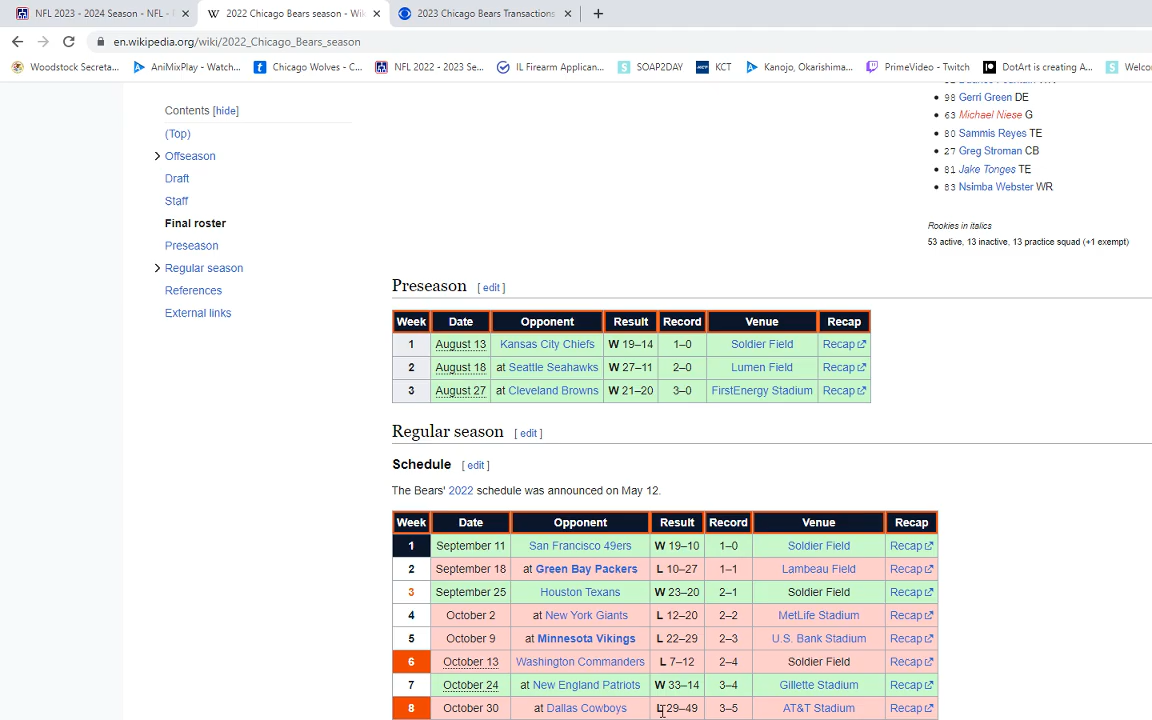 NFL 2023 - 2024 Season - NFL -
2022 Chicago Bears season - Wi
2023 Chicago Bears Transactions
en.wikipedia.org/wiki/2022_Chicago_Bears_season
Woodstock Secreta... AniMixPlay - Watch... Chicago Wolves - C... NFL 2022 - 2023 Se... IL Firearm Applican... SOAP2DAY KCT Kanojo, Okarishima... PrimeVideo - Twitch DotArt is creating A... Welco
Contents [hide]
(Top)
Offseason
Draft
Staff
Final roster
Preseason
Regular season
References
External links
98 Gerri Green DE
63 Michael Niese G
80 Sammis Reyes TE
27 Greg Stroman CB
81 Jake Tonges TE
83 Nsimba Webster WR
Rookies in italics
53 active, 13 inactive, 13 practice squad (+1 exempt)
Preseason [ edit ]
Week Date Opponent Result Record Venue Recap
1 August 13 Kansas City Chiefs W 19–14 1–0 Soldier Field Recap
2 August 18 at Seattle Seahawks W 27–11 2–0 Lumen Field Recap
3 August 27 at Cleveland Browns W 21–20 3–0 FirstEnergy Stadium Recap
Regular season [ edit ]
Schedule [ edit ]
The Bears' 2022 schedule was announced on May 12.
Week Date Opponent Result Record Venue Recap
1 September 11 San Francisco 49ers W 19–10 1–0 Soldier Field Recap
2 September 18 at Green Bay Packers L 10–27 1–1 Lambeau Field Recap
3 September 25 Houston Texans W 23–20 2–1 Soldier Field Recap
4 October 2 at New York Giants L 12–20 2–2 MetLife Stadium Recap
5 October 9 at Minnesota Vikings L 22–29 2–3 U.S. Bank Stadium Recap
6 October 13 Washington Commanders L 7–12 2–4 Soldier Field Recap
7 October 24 at New England Patriots W 33–14 3–4 Gillette Stadium Recap
8 October 30 at Dallas Cowboys L 29–49 3–5 AT&T Stadium Recap